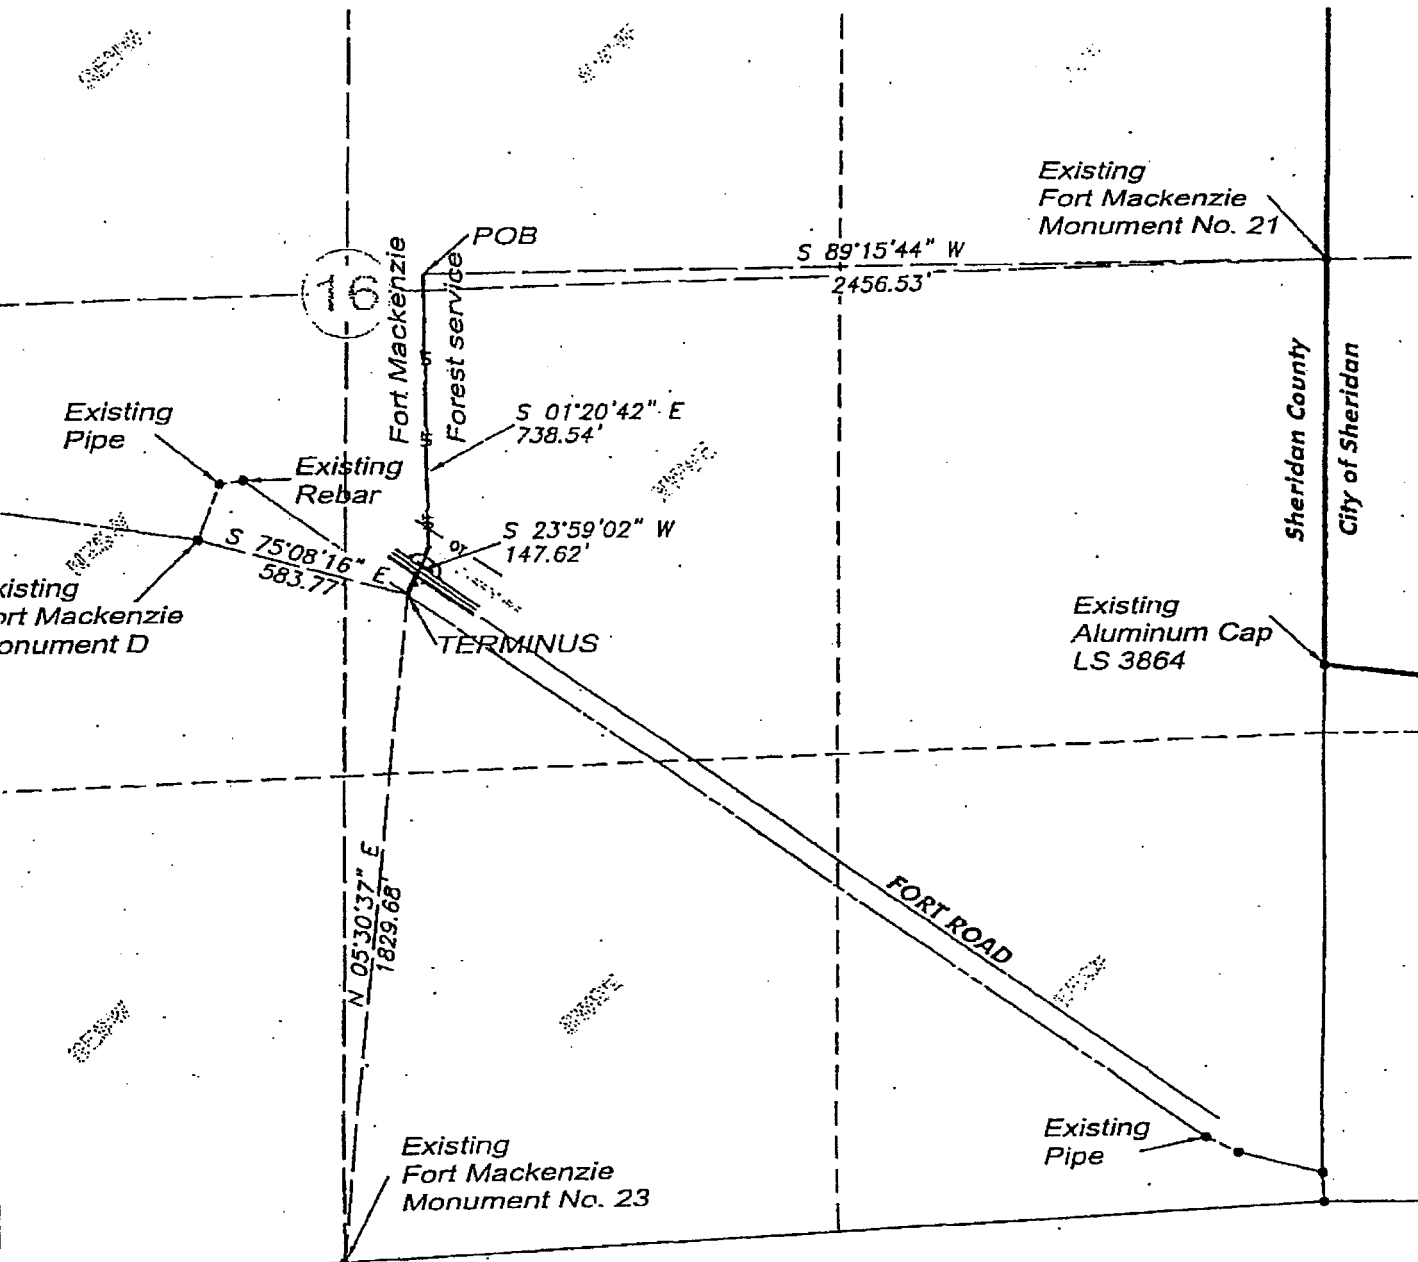 Existing
Fort Mackenzie
Monument No. 21
POB
S 89°15'44" W
2456.53'
16
Fort Mackenzie
Forest service
Sheridan County
City of Sheridan
Existing
Pipe
S 01°20'42" E
738.54'
Existing
Rebar
S 23°59'02" W
147.62'
S 75°08'16" E
583.77'
xisting
ort Mackenzie
onument D
TERMINUS
Existing
Aluminum Cap
LS 3864
N 05°30'37" E
1829.68'
FORT ROAD
Existing
Pipe
Existing
Fort Mackenzie
Monument No. 23